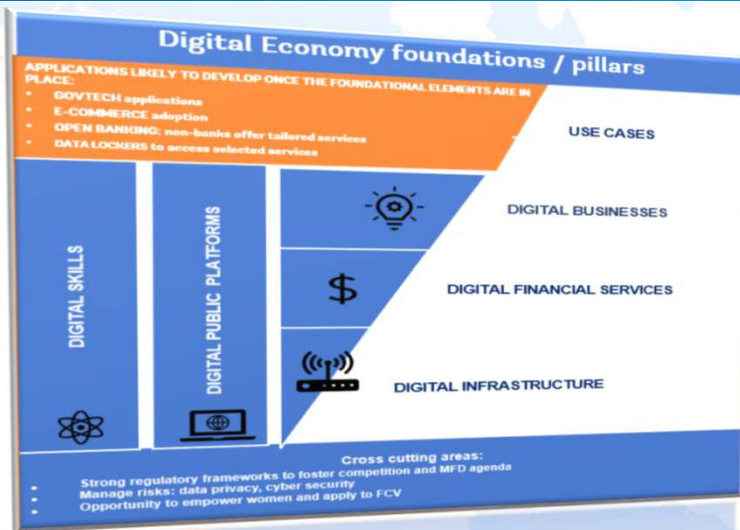 Digital Economy foundations / pillars
APPLICATIONS LIKELY TO DEVELOP ONCE THE FOUNDATIONAL ELEMENTS ARE IN
PLACE:
• GOVTECH applications
• E-COMMERCE adoption
• OPEN BANKING: non-banks offer tailored services
• DATA LOCKERS to access selected services
USE CASES
DIGITAL SKILLS
DIGITAL PUBLIC PLATFORMS
DIGITAL BUSINESSES
$
DIGITAL FINANCIAL SERVICES
DIGITAL INFRASTRUCTURE
Cross cutting areas:
• Strong regulatory frameworks to foster competition and MFD agenda
• Manage risks: data privacy, cyber security
• Opportunity to empower women and apply to FCV